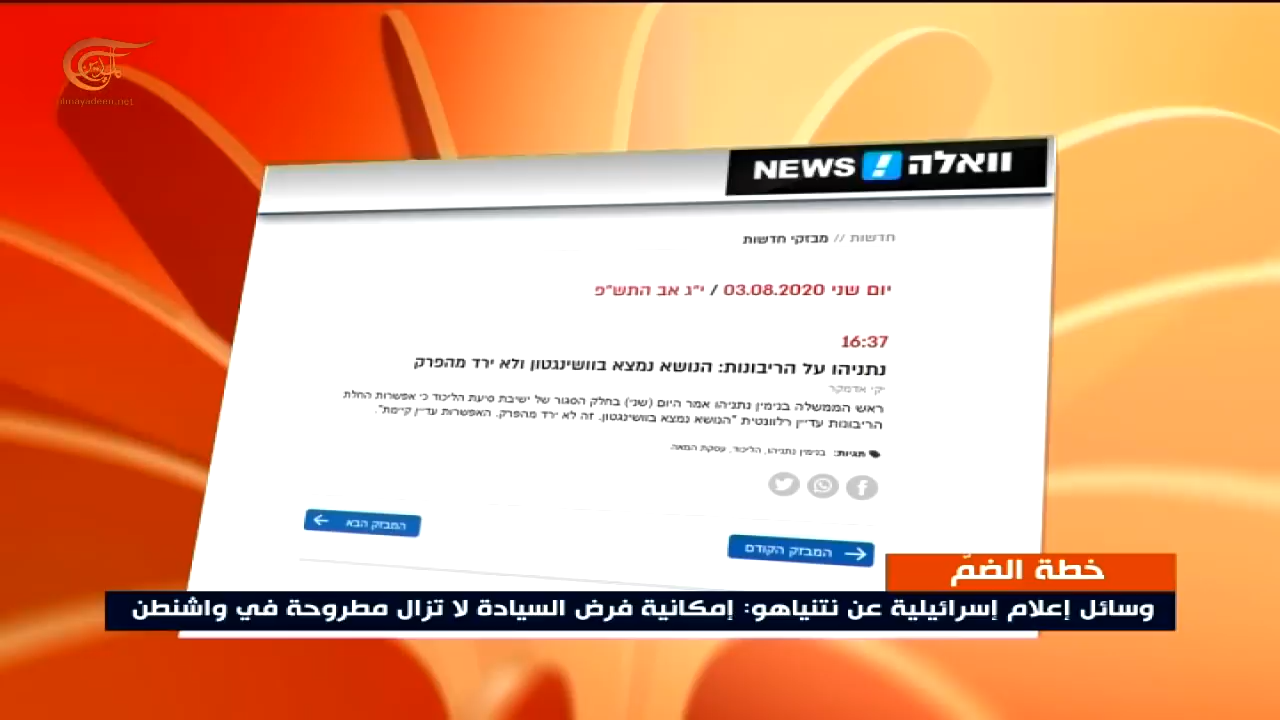 الميادين
almayadeen.net
וואלה! NEWS
חדשות // מבזקי חדשות
יום שני 03.08.2020 / י"ג אב התש"פ
16:37
נתניהו על הריבונות: הנושא נמצא בוושינגטון ולא ירד מהפרק
יקי אדמקר
ראש הממשלה בנימין נתניהו אמר היום (שני) בחלק הסגור של ישיבת סיעת הליכוד כי אפשרות החלת
הריבונות עדיין רלוונטית "הנושא נמצא בוושינגטון. זה לא ירד מהפרק. האפשרות עדיין קיימת".
תגיות: בנימין נתניהו, הליכוד, עסקת המאה
המבזק הקודם
המבזק הבא
خطة الضمّ
وسائل إعلام إسرائيلية عن نتنياهو: إمكانية فرض السيادة لا تزال مطروحة في واشنطن